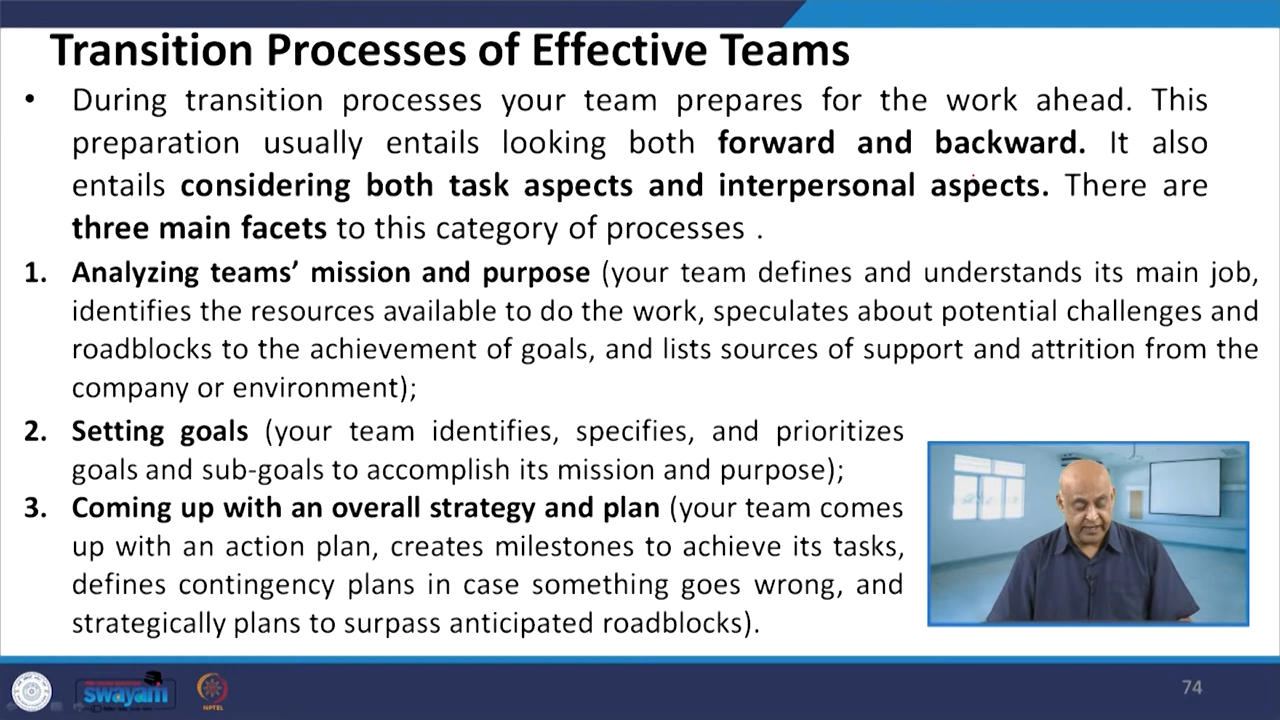 Transition Processes of Effective Teams
• During transition processes your team prepares for the work ahead. This
preparation usually entails looking both forward and backward. It also
entails considering both task aspects and interpersonal aspects. There are
three main facets to this category of processes .
1. Analyzing teams’ mission and purpose (your team defines and understands its main job,
identifies the resources available to do the work, speculates about potential challenges and
roadblocks to the achievement of goals, and lists sources of support and attrition from the
company or environment);
2. Setting goals (your team identifies, specifies, and prioritizes
goals and sub-goals to accomplish its mission and purpose);
3. Coming up with an overall strategy and plan (your team comes
up with an action plan, creates milestones to achieve its tasks,
defines contingency plans in case something goes wrong, and
strategically plans to surpass anticipated roadblocks).
swayam
NPTEL
74